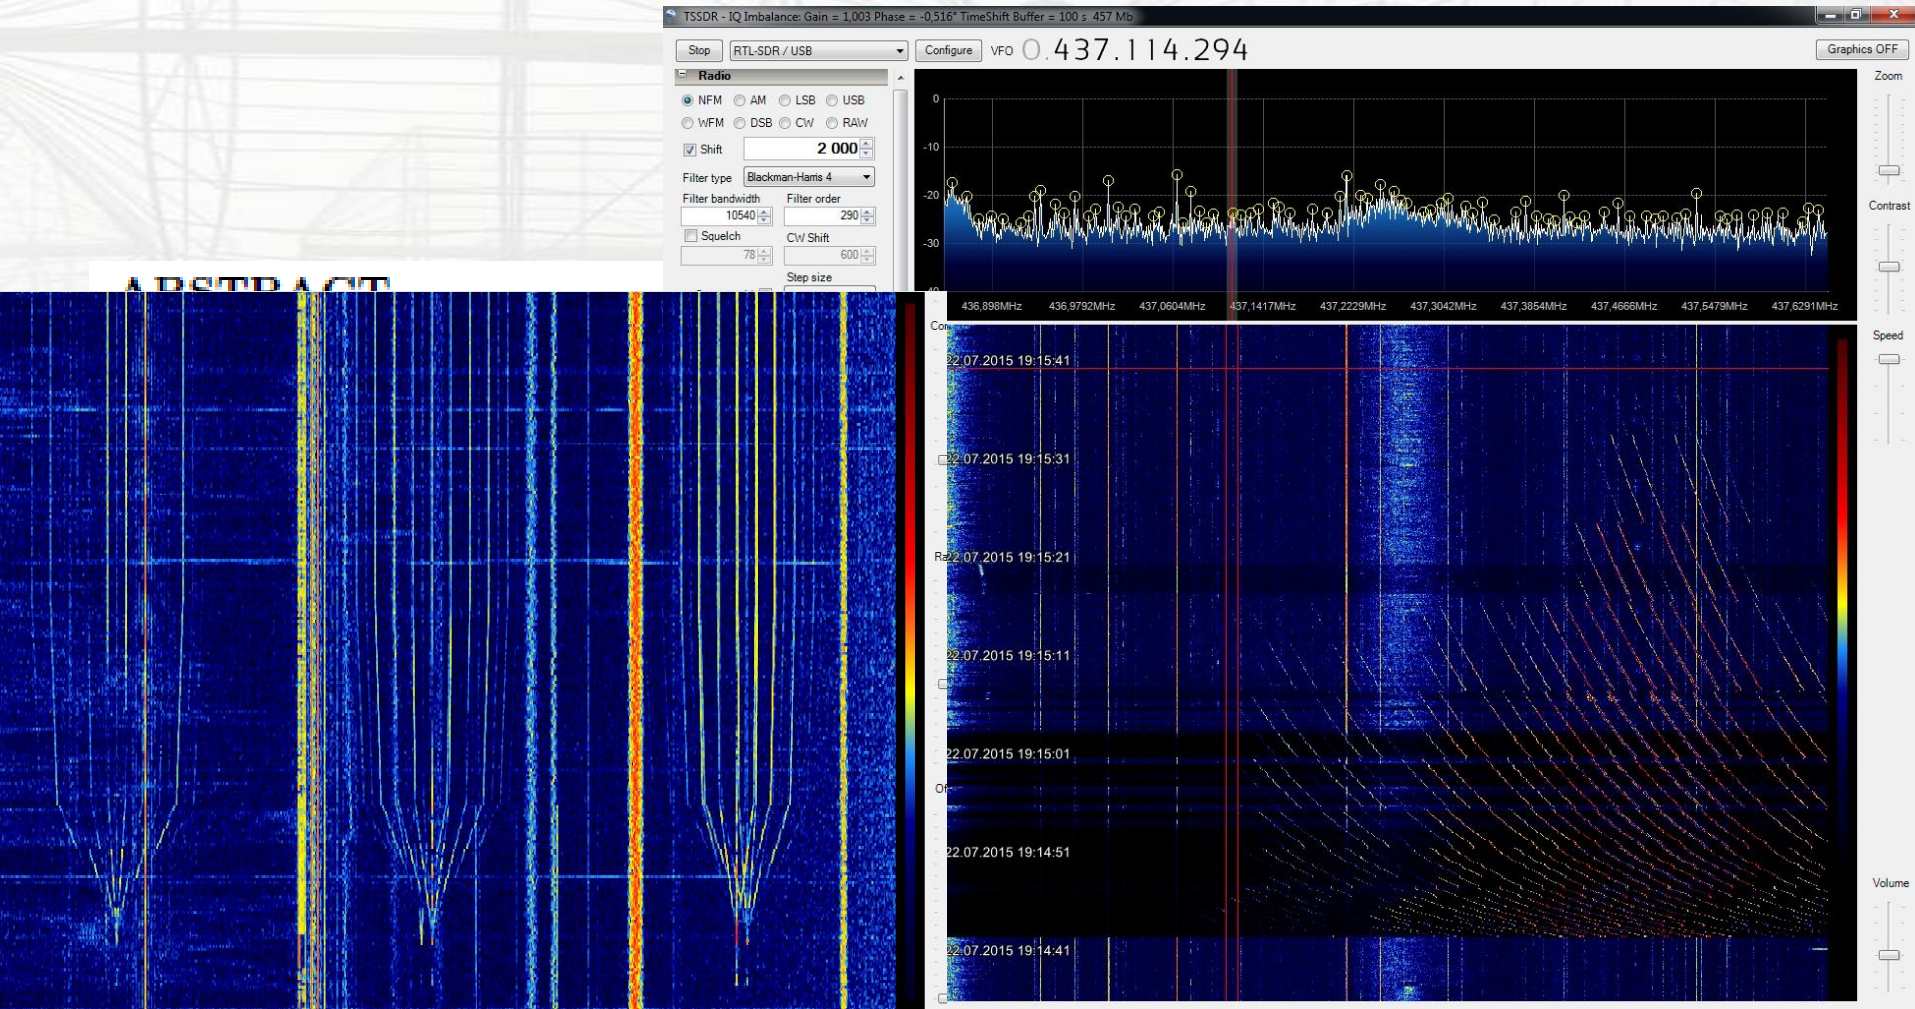 TSSDR - IQ Imbalance: Gain = 1,003 Phase = -0,516° TimeShift Buffer = 100 s 457 Mb
Stop RTL-SDR / USB Configure VFO 0.437.114.294 Graphics OFF
Radio
NFM AM LSB USB
WFM DSB CW RAW
Shift 2 000
Filter type Blackman-Harris 4
Filter bandwidth Filter order
10540 290
Squelch CW Shift
78 600
Step size
0
-10
-20
-30
436,898MHz 436,9792MHz 437,0604MHz 437,1417MHz 437,2229MHz 437,3042MHz 437,3854MHz 437,4666MHz 437,5479MHz 437,6291MHz
Zoom
Contrast
Speed
Volume
ABSTRACT
22.07.2015 19:15:41
22.07.2015 19:15:31
22.07.2015 19:15:21
22.07.2015 19:15:11
22.07.2015 19:15:01
22.07.2015 19:14:51
22.07.2015 19:14:41